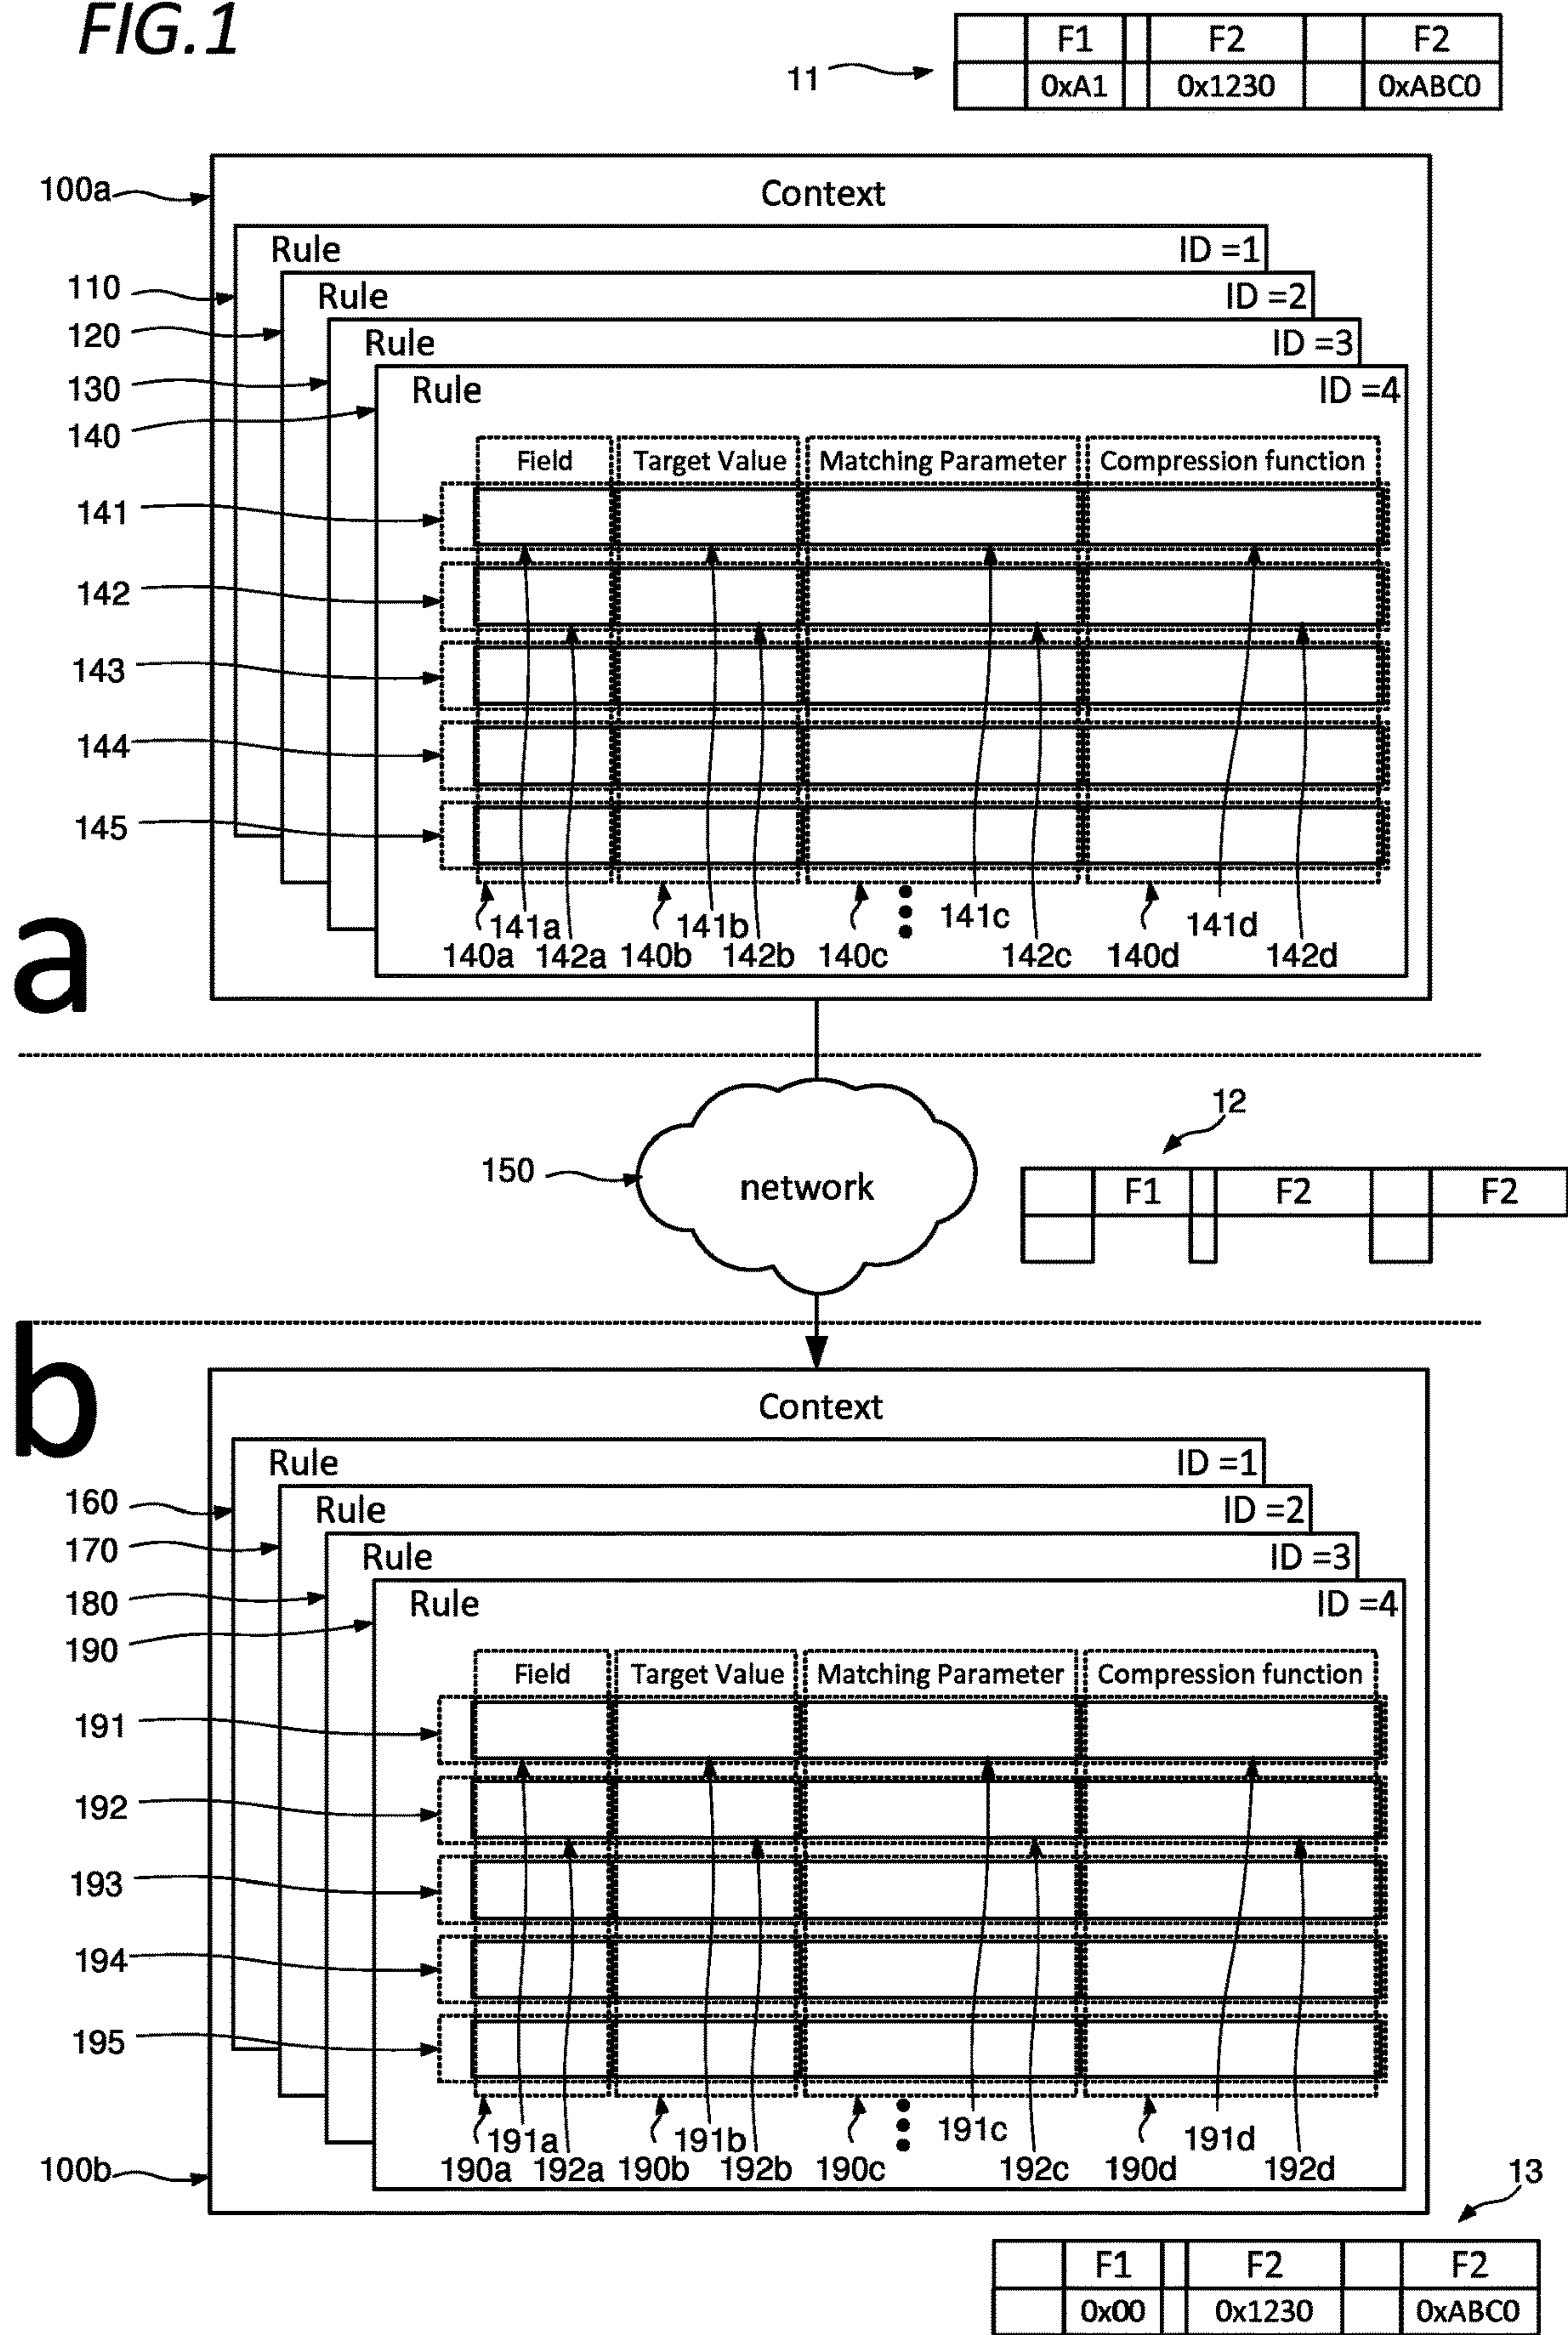 FIG.1
F1 F2 F2
11 0xA1 0x1230 0xABC0
100a Context
Rule ID =1
110 Rule ID =2
120 Rule ID =3
130 Rule ID =4
140
Field Target Value Matching Parameter Compression function
141
142
143
144
145
141a 141b 141c 141d
140a 142a 140b 142b 140c 142c 140d 142d
a
12
150 network F1 F2 F2
b
Context
Rule ID =1
160 Rule ID =2
170 Rule ID =3
180 Rule ID =4
190
Field Target Value Matching Parameter Compression function
191
192
193
194
195
191a 191b 191c 191d
100b 190a 192a 190b 192b 190c 192c 190d 192d
13
F1 F2 F2
0x00 0x1230 0xABC0